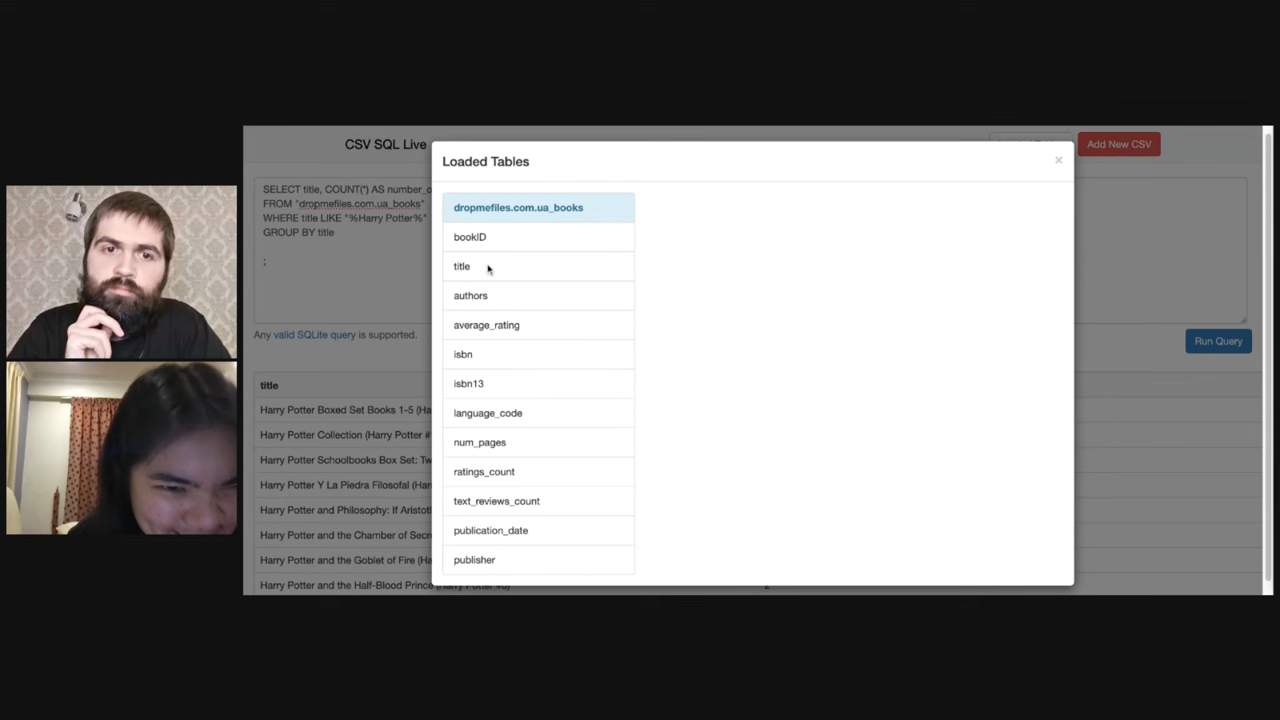 CSV SQL Live
Add New CSV
Loaded Tables
×
SELECT title, COUNT(*) AS
FROM "dropmefiles.com.ua_books"
WHERE title LIKE "%Harry Potter%"
GROUP BY title
;
dropmefiles.com.ua_books
bookID
title
authors
average_rating
isbn
isbn13
language_code
num_pages
ratings_count
text_reviews_count
publication_date
publisher
Any valid SQLite query is supported.
Run Query
title
Harry Potter Boxed Set Books 1-5
Harry Potter Collection (Harry Potter #
Harry Potter Schoolbooks Box Set:
Harry Potter Y La Piedra Filosofal
Harry Potter and Philosophy: If
Harry Potter and the Chamber of
Harry Potter and the Goblet of Fire
Harry Potter and the Half-Blood Prince (Harry Potter #6)